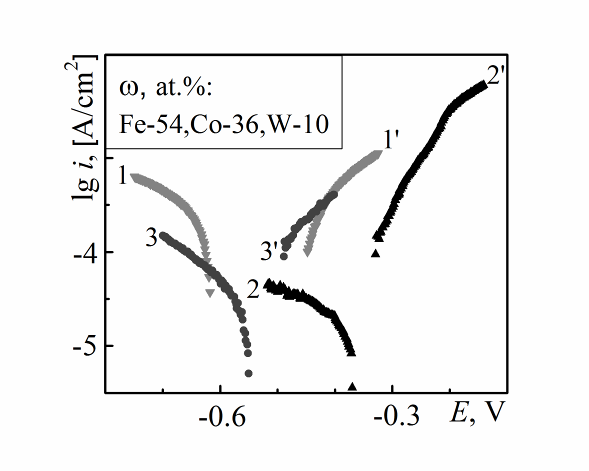 ω, at.%:
Fe-54,Co-36,W-10
lg i, [A/cm²]
-4
-5
-0.6
-0.3
E, V
1
3
2
1'
3'
2'